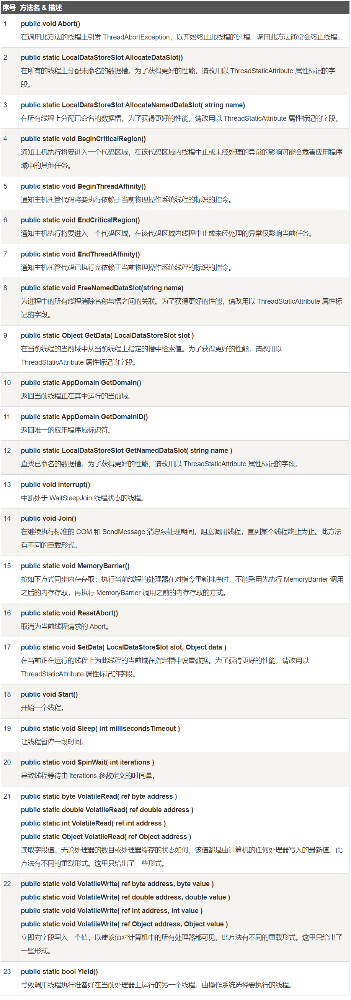 序号 方法名 & 描述
1 public void Abort()
在调用此方法的线程上引发 ThreadAbortException，以开始终止此线程的过程。调用此方法通常会终止线程。
2 public static LocalDataStoreSlot AllocateDataSlot()
在所有的线程上分配未命名的数据槽。为了获得更好的性能，请改用以 ThreadStaticAttribute 属性标记的字
段。
3 public static LocalDataStoreSlot AllocateNamedDataSlot( string name)
在所有线程上分配已命名的数据槽。为了获得更好的性能，请改用以 ThreadStaticAttribute 属性标记的字段。
4 public static void BeginCriticalRegion()
通知主机执行将要进入一个代码区域，在该代码区域内线程中止或未经处理的异常的影响可能会危害应用程序
域中的其他任务。
5 public static void BeginThreadAffinity()
通知主机托管代码将要执行依赖于当前物理操作系统线程的标识的指令。
6 public static void EndCriticalRegion()
通知主机执行将要进入一个代码区域，在该代码区域内线程中止或未经处理的异常仅影响当前任务。
7 public static void EndThreadAffinity()
通知主机托管代码已执行完依赖于当前物理操作系统线程的标识的指令。
8 public static void FreeNamedDataSlot(string name)
为进程中的所有线程消除名称与槽之间的关联。为了获得更好的性能，请改用以 ThreadStaticAttribute 属性标
记的字段。
9 public static Object GetData( LocalDataStoreSlot slot )
在当前线程的当前域中从当前线程上指定的槽中检索值。为了获得更好的性能，请改用以
ThreadStaticAttribute 属性标记的字段。
10 public static AppDomain GetDomain()
返回当前线程正在其中运行的当前域。
11 public static AppDomain GetDomainID()
返回唯一的应用程序域标识符。
12 public static LocalDataStoreSlot GetNamedDataSlot( string name )
查找已命名的数据槽。为了获得更好的性能，请改用以 ThreadStaticAttribute 属性标记的字段。
13 public void Interrupt()
中断处于 WaitSleepJoin 线程状态的线程。
14 public void Join()
在继续执行标准的 COM 和 SendMessage 消息泵处理期间，阻塞调用线程，直到某个线程终止为止。此方法
有不同的重载形式。
15 public static void MemoryBarrier()
按如下方式同步内存存取：执行当前线程的处理器在对指令重新排序时，不能采用先执行 MemoryBarrier 调用
之后的内存存取，再执行 MemoryBarrier 调用之前的内存存取的方式。
16 public static void ResetAbort()
取消为当前线程请求的 Abort。
17 public static void SetData( LocalDataStoreSlot slot, Object data )
在当前正在运行的线程上为此线程的当前域在指定槽中设置数据。为了获得更好的性能，请改用以
ThreadStaticAttribute 属性标记的字段。
18 public void Start()
开始一个线程。
19 public static void Sleep( int millisecondsTimeout )
让线程暂停一段时间。
20 public static void SpinWait( int iterations )
导致线程等待由 iterations 参数定义的时间量。
21 public static byte VolatileRead( ref byte address )
public static double VolatileRead( ref double address )
public static int VolatileRead( ref int address )
public static Object VolatileRead( ref Object address )
读取字段值。无论处理器的数目或处理器缓存的状态如何，该值都是由计算机的任何处理器写入的最新值。此
方法有不同的重载形式。这里只给出了一些形式。
22 public static void VolatileWrite( ref byte address, byte value )
public static void VolatileWrite( ref double address, double value )
public static void VolatileWrite( ref int address, int value )
public static void VolatileWrite( ref Object address, Object value )
立即向字段写入一个值，以使该值对计算机中的所有处理器都可见。此方法有不同的重载形式。这里只给出了
一些形式。
23 public static bool Yield()
导致调用线程执行准备好在当前处理器上运行的另一个线程。由操作系统选择要执行的线程。